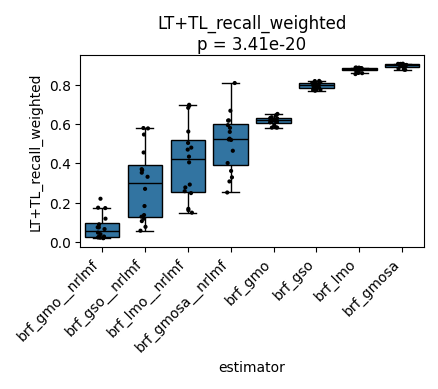 LT+TL_recall_weighted
p = 3.41e-20
LT+TL_recall_weighted
0.8
0.6
0.4
0.2
0.0
brf_gmo__nrlmf
brf_gso__nrlmf
brf_lmo__nrlmf
brf_gmosa__nrlmf
brf_gmo
brf_gso
brf_lmo
brf_gmosa
estimator